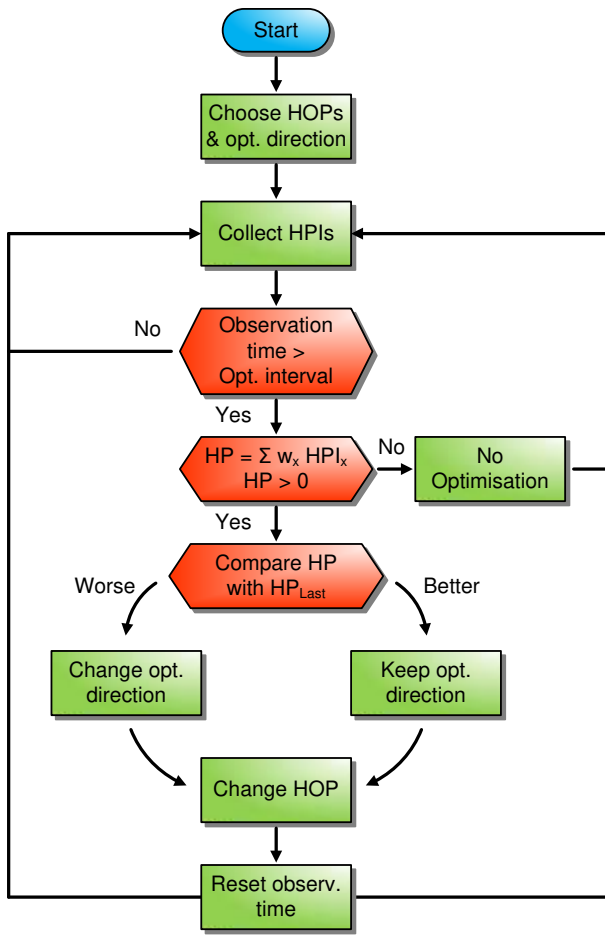 Start
Choose HOPs
& opt. direction
Collect HPIs
No
Observation
time >
Opt. interval
Yes
HP = Σ wₓ HPIₓ
HP > 0
No
No
Optimisation
Yes
Compare HP
with HP_Last
Worse
Better
Change opt.
direction
Keep opt.
direction
Change HOP
Reset observ.
time